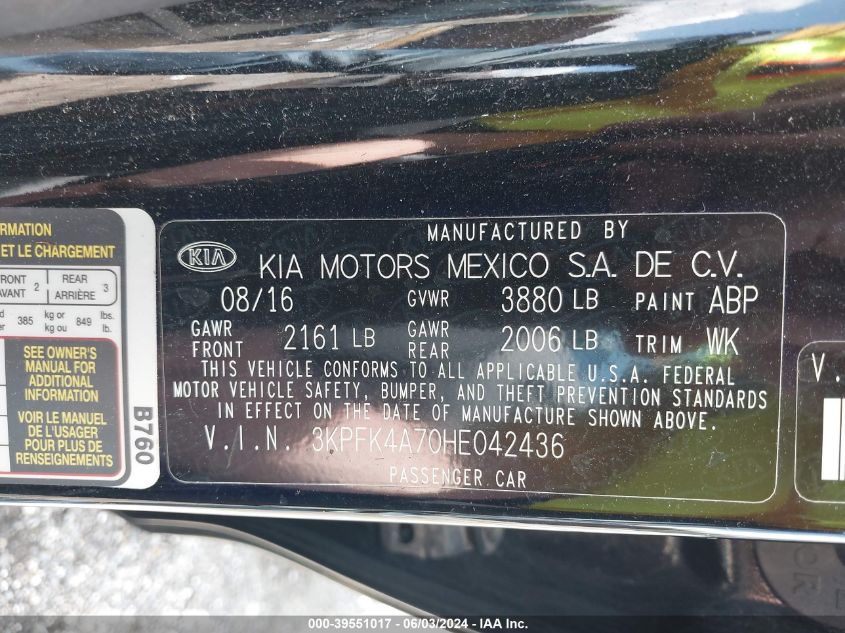 MANUFACTURED BY
KIA KIA MOTORS MEXICO S.A. DE C.V.
08/16 GVWR 3880 LB PAINT ABP
GAWR FRONT 2161 LB GAWR REAR 2006 LB TRIM WK
THIS VEHICLE CONFORMS TO ALL APPLICABLE U.S.A. FEDERAL
MOTOR VEHICLE SAFETY, BUMPER, AND THEFT PREVENTION STANDARDS
IN EFFECT ON THE DATE OF MANUFACTURE SHOWN ABOVE.
V.I.N. 3KPFK4A70HE042436
PASSENGER CAR
ET LE CHARGEMENT
FRONT 2 REAR 3
ARRIÈRE
385 kg or lbs.
kg ou 849 lb.
SEE OWNER'S
MANUAL FOR
ADDITIONAL
INFORMATION
VOIR LE MANUEL
DE L'USAGER
POUR PLUS DE
RENSEIGNEMENTS
B760
V.
000-39551017 - 06/03/2024 - IAA Inc.